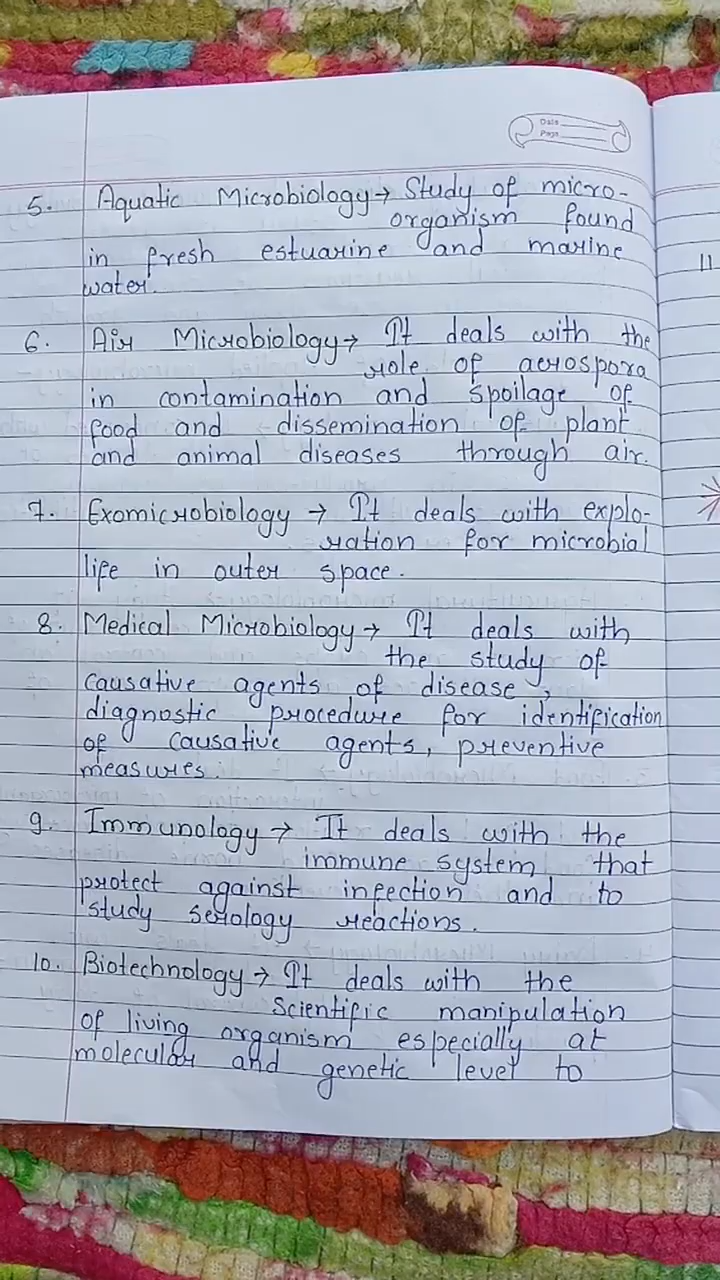 Date
Page
5. Aquatic Microbiology → Study of micro-
organism found
in fresh estuarine and marine
water.
6. Air Microbiology → It deals with the
role of aerospora
in contamination and spoilage of
food and dissemination of plant
and animal diseases through air.
7. Exomicrobiology → It deals with explo-
ration for microbial
life in outer space.
8. Medical Microbiology → It deals with
the study of
causative agents of disease,
diagnostic procedure for identification
of causative agents, preventive
measures.
9. Immunology → It deals with the
immune system that
protect against infection and to
study serology reactions.
10. Biotechnology → It deals with the
Scientific manipulation
of living organism especially at
molecular and genetic level to
11